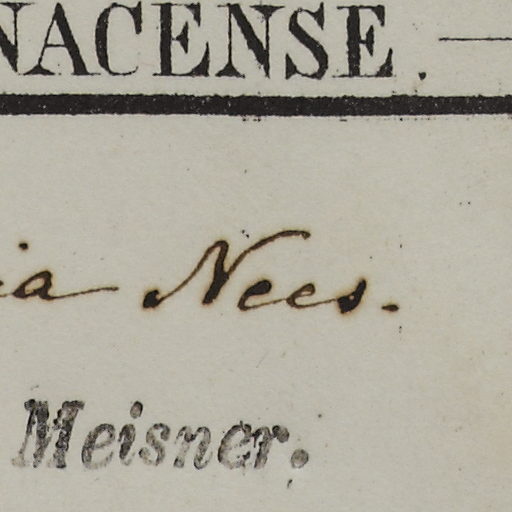 NACENSE. —
ia Nees.
Meisner.